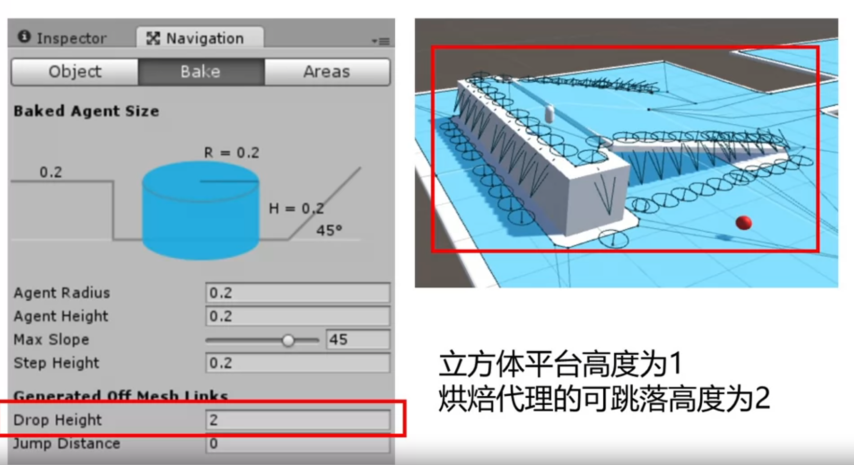 Inspector
Navigation
Object
Bake
Areas
Baked Agent Size
R = 0.2
0.2
H = 0.2
45°
Agent Radius 0.2
Agent Height 0.2
Max Slope 45
Step Height 0.2
Generated Off Mesh Links
Drop Height 2
Jump Distance 0
立方体平台高度为1
烘焙代理的可跳落高度为2